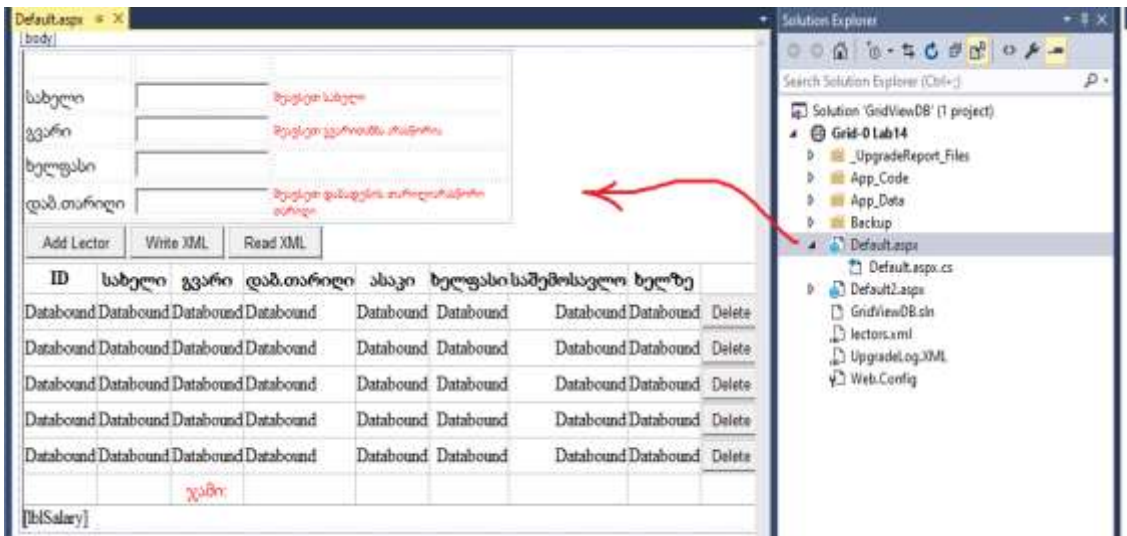 Default.aspx
body
სახელი
შეავსეთ სახელი
გვარი
ხელფასი
დაბ.თარიღი
თარიღი
Add Lector Write XML Read XML
ID სახელი გვარი დაბ.თარიღი ასაკი ხელფასი საშემოსავლო ხელზე
Databound Databound Databound Databound Databound Databound Databound Databound Delete
Databound Databound Databound Databound Databound Databound Databound Databound Delete
Databound Databound Databound Databound Databound Databound Databound Databound Delete
Databound Databound Databound Databound Databound Databound Databound Databound Delete
Databound Databound Databound Databound Databound Databound Databound Databound Delete
ჯამი:
[lblSalary]
Solution Explorer
Search Solution Explorer (Ctrl+;)
Solution 'GridViewDB' (1 project)
Grid-0 Lab14
_UpgradeReport_Files
App_Code
App_Data
Backup
Default.aspx
Default.aspx.cs
Default2.aspx
GridViewDB.sln
lectors.xml
UpgradeLog.XML
Web.Config